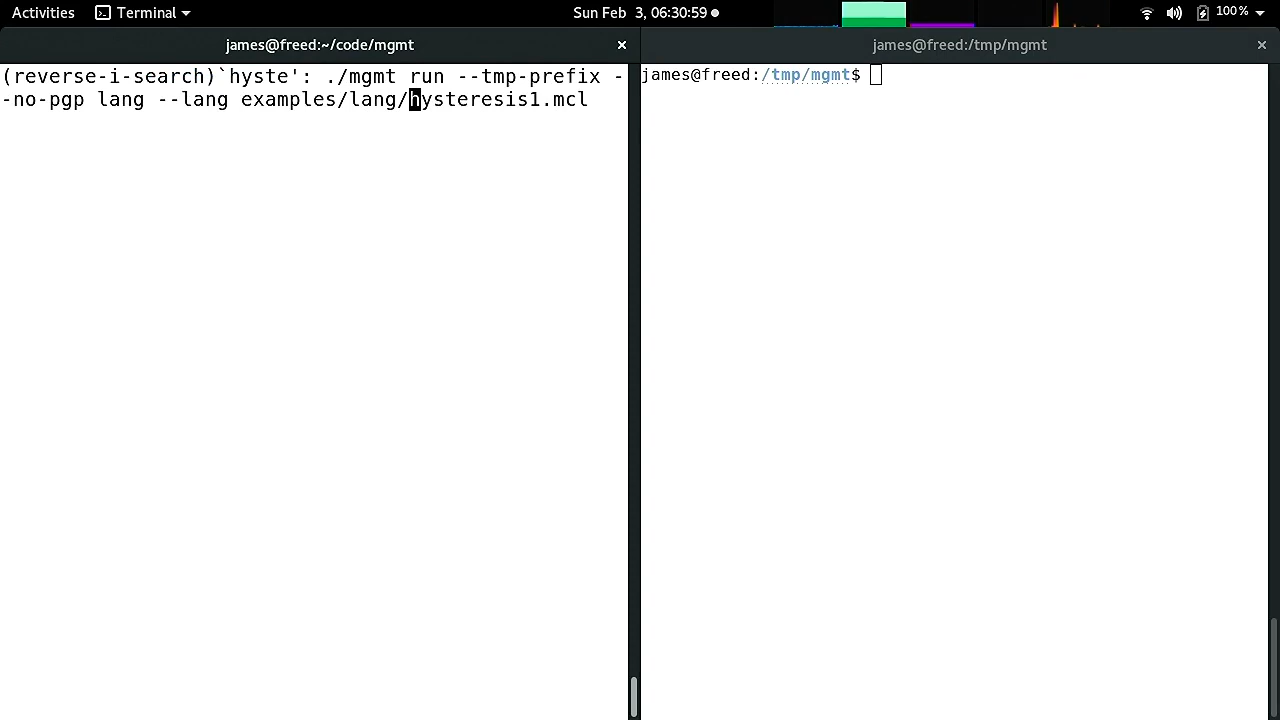 Activities Terminal Sun Feb 3, 06:30:59 100%
james@freed:~/code/mgmt ×
(reverse-i-search)`hyste': ./mgmt run --tmp-prefix -
-no-pgp lang --lang examples/lang/hysteresis1.mcl
james@freed:/tmp/mgmt ×
james@freed:/tmp/mgmt$